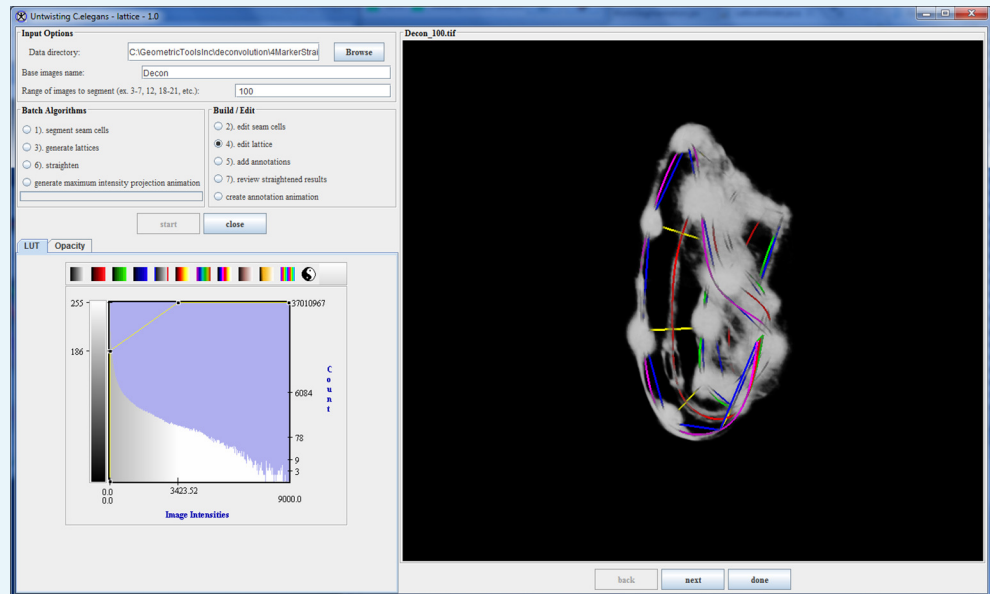 Untwisting C.elegans - lattice - 1.0
Input Options
Data directory: C:\GeometricToolsInc\deconvolution\4MarkerStrai Browse
Base images name: Decon
Range of images to segment (ex. 3-7, 12, 18-21, etc.): 100
Batch Algorithms
1). segment seam cells
3). generate lattices
6). straighten
generate maximum intensity projection animation
Build / Edit
2). edit seam cells
4). edit lattice
5). add annotations
7). review straightened results
create annotation animation
start close
LUT Opacity
255
186
37010967
6084
78
9
3
Count
0.0 3423.52 9000.0
0.0
Image Intensities
Decon_100.tif
back next done